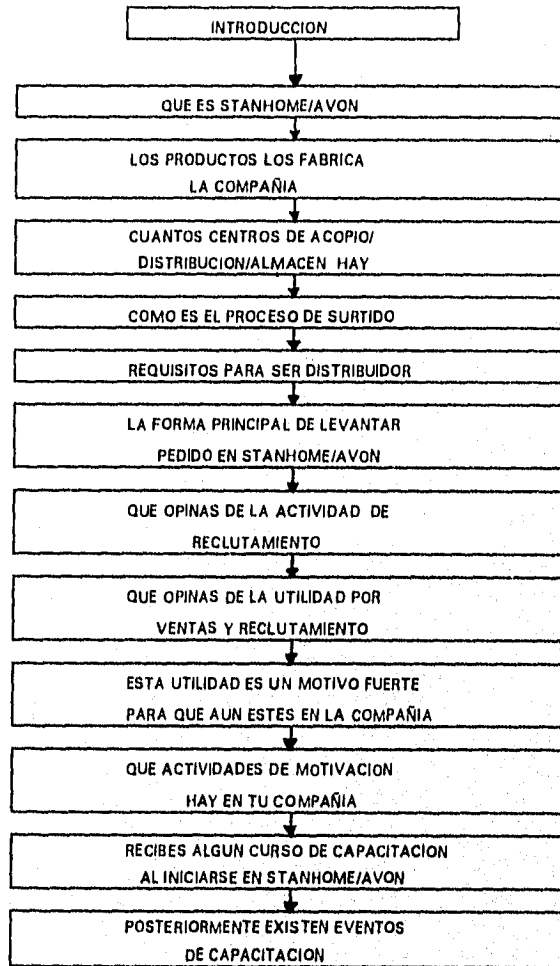 INTRODUCCION
QUE ES STANHOME/AVON
LOS PRODUCTOS LOS FABRICA
LA COMPAÑIA
CUANTOS CENTROS DE ACOPIO/
DISTRIBUCION/ALMACEN HAY
COMO ES EL PROCESO DE SURTIDO
REQUISITOS PARA SER DISTRIBUIDOR
LA FORMA PRINCIPAL DE LEVANTAR
PEDIDO EN STANHOME/AVON
QUE OPINAS DE LA ACTIVIDAD DE
RECLUTAMIENTO
QUE OPINAS DE LA UTILIDAD POR
VENTAS Y RECLUTAMIENTO
ESTA UTILIDAD ES UN MOTIVO FUERTE
PARA QUE AUN ESTES EN LA COMPAÑIA
QUE ACTIVIDADES DE MOTIVACION
HAY EN TU COMPAÑIA
RECIBES ALGUN CURSO DE CAPACITACION
AL INICIARSE EN STANHOME/AVON
POSTERIORMENTE EXISTEN EVENTOS
DE CAPACITACION